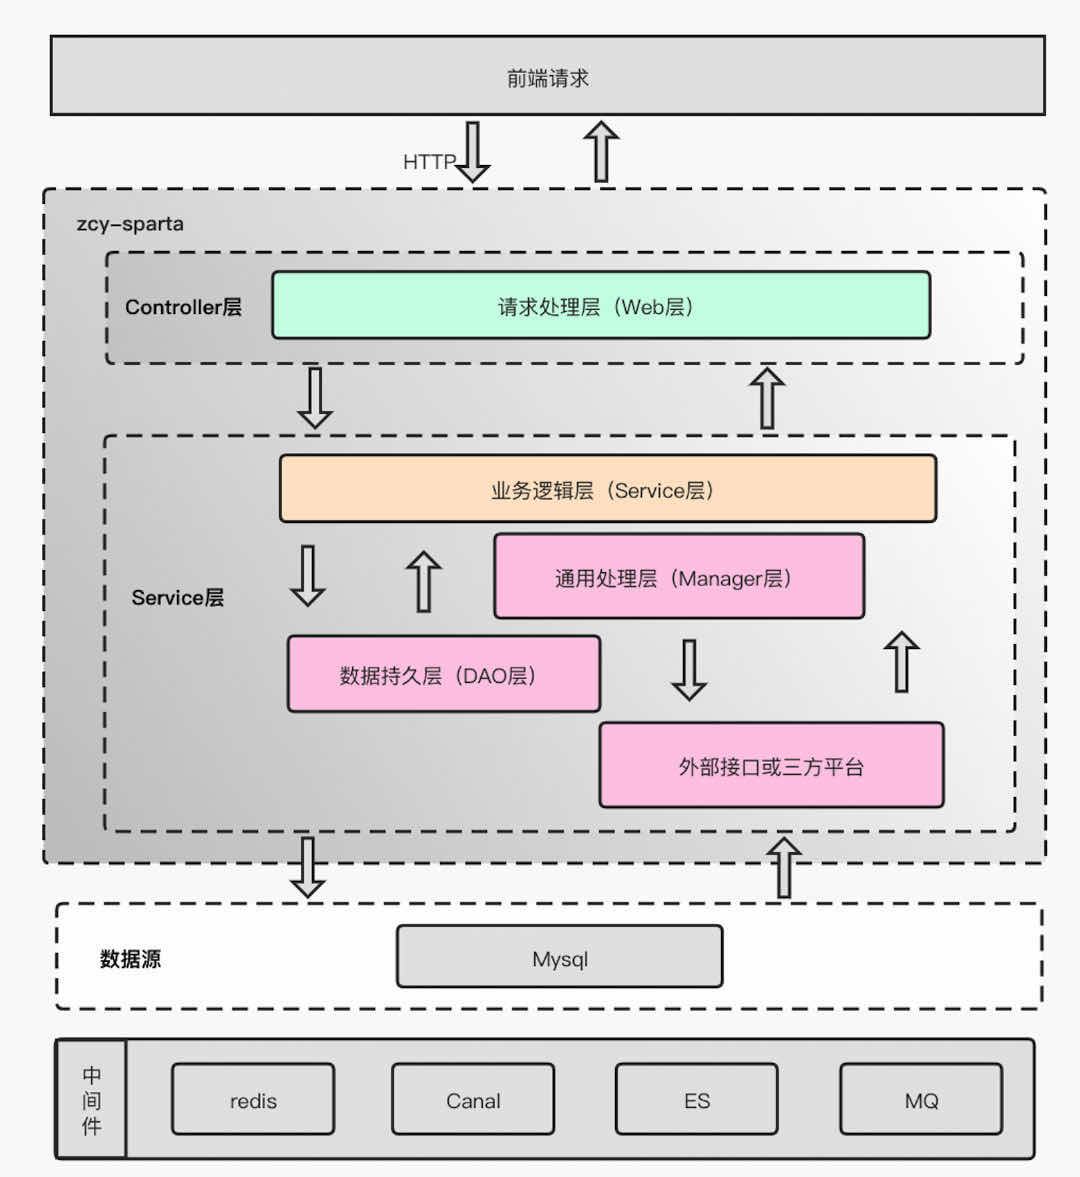 前端请求
HTTP
zcy-sparta
Controller层
请求处理层（Web层）
业务逻辑层（Service层）
通用处理层（Manager层）
Service层
数据持久层（DAO层）
外部接口或三方平台
数据源
Mysql
中
间
件
redis
Canal
ES
MQ